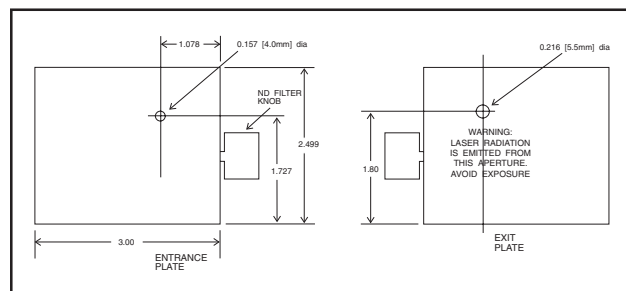 1.078
0.157 [4.0mm] dia
ND FILTER
KNOB
2.499
1.727
3.00
ENTRANCE
PLATE
0.216 [5.5mm] dia
WARNING:
LASER RADIATION
IS EMITTED FROM
THIS APERTURE.
AVOID EXPOSURE
1.80
EXIT
PLATE